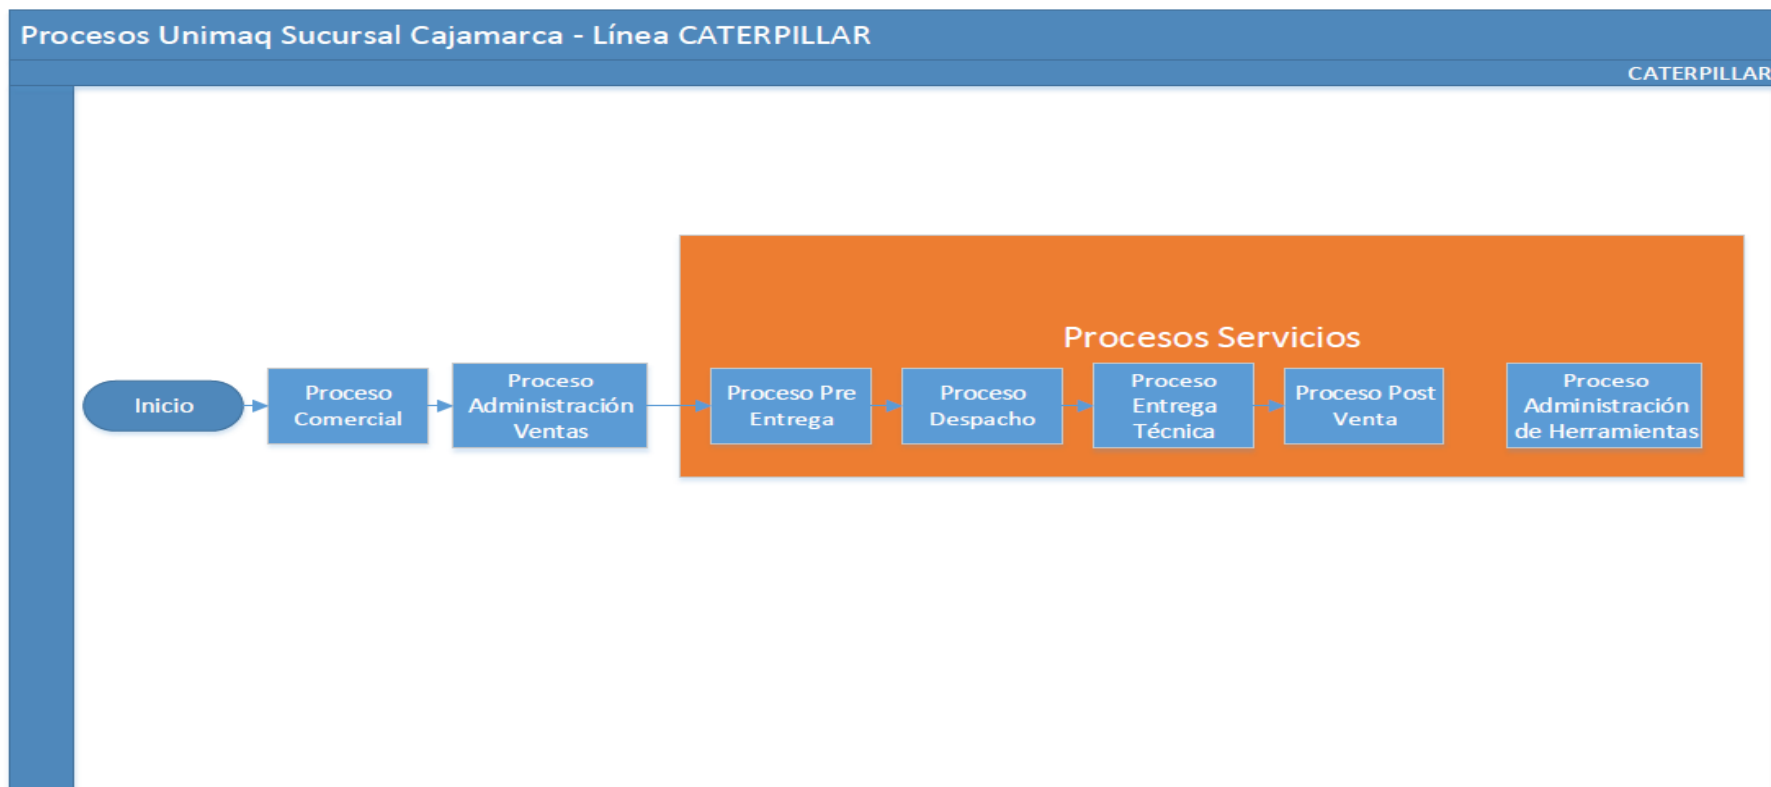 Procesos Unimaq Sucursal Cajamarca - Línea CATERPILLAR
CATERPILLAR
Procesos Servicios
Inicio
Proceso
Comercial
Proceso
Administración
Ventas
Proceso Pre
Entrega
Proceso
Despacho
Proceso
Entrega
Técnica
Proceso Post
Venta
Proceso
Administración
de Herramientas